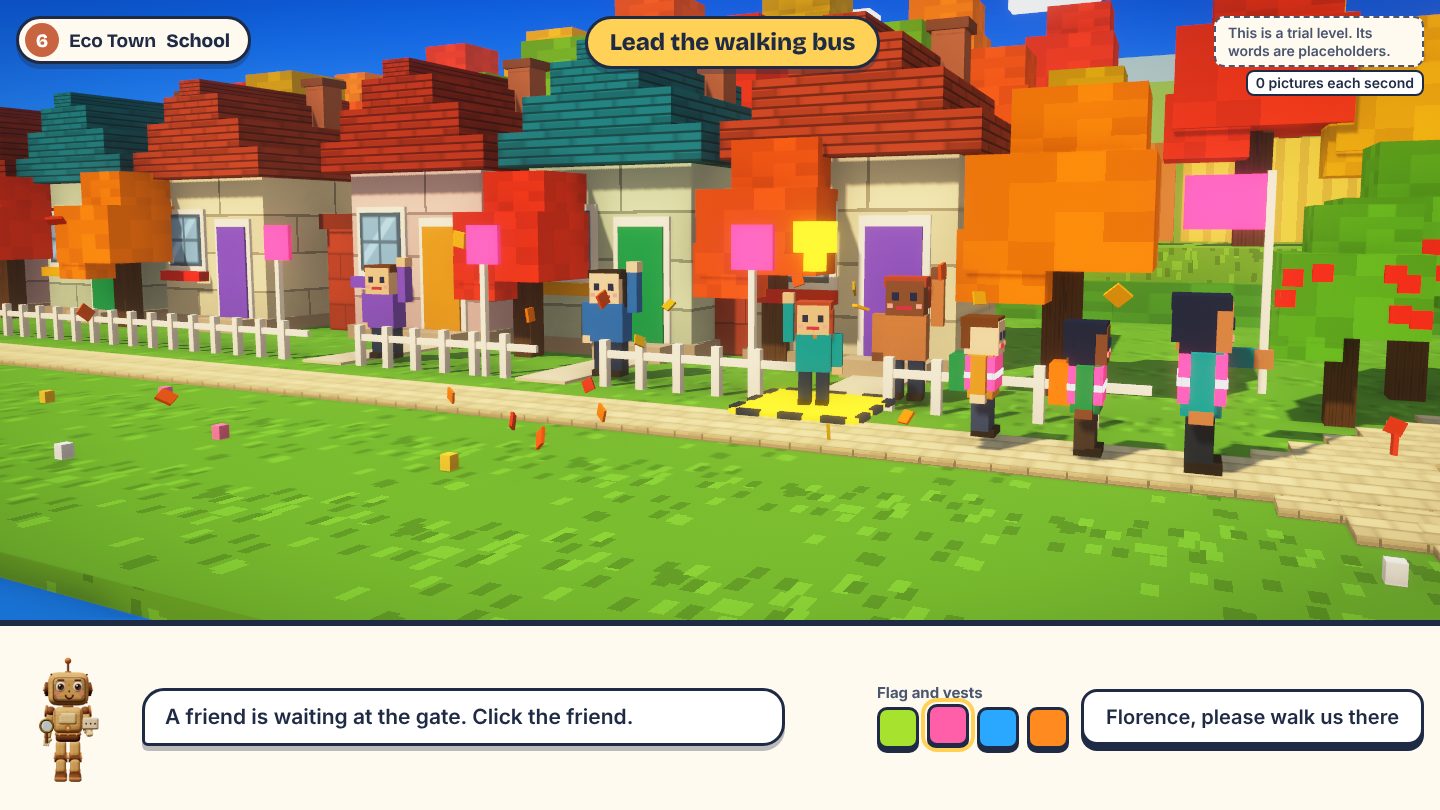 6 Eco Town School
Lead the walking bus
This is a trial level. Its
words are placeholders.
0 pictures each second
A friend is waiting at the gate. Click the friend.
Flag and vests
Florence, please walk us there